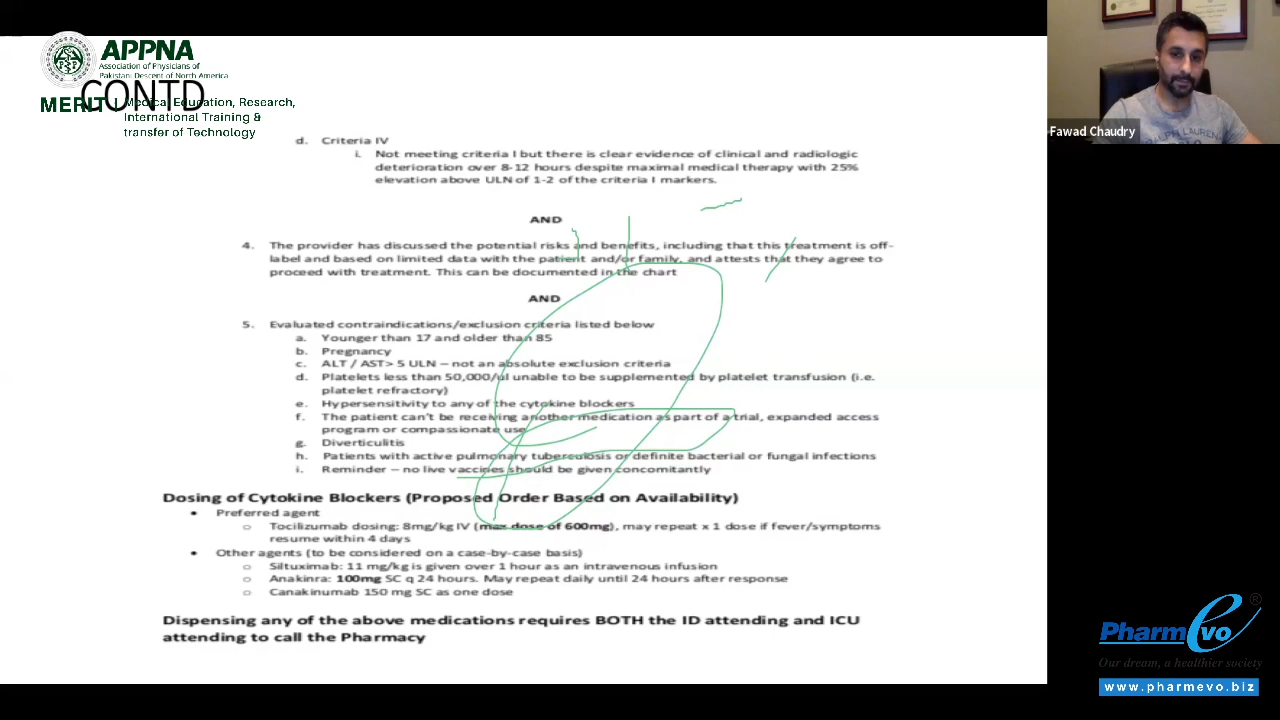 APPNA
Association of Physicians of
Pakistani Descent of North America
CONTD
MERIT
Medical Education, Research,
International Training &
transfer of Technology
d. Criteria IV
i. Not meeting criteria I but there is clear evidence of clinical and radiologic
deterioration over 8-12 hours despite maximal medical therapy with 25%
elevation above ULN of 1-2 of the criteria I markers.
AND
4. The provider has discussed the potential risks and benefits, including that this treatment is off-
label and based on limited data with the patient and/or family, and attests that they agree to
proceed with treatment. This can be documented in the chart
AND
5. Evaluated contraindications/exclusion criteria listed below
a. Younger than 17 and older than 85
b. Pregnancy
c. ALT / AST> 5 ULN – not an absolute exclusion criteria
d. Platelets less than 50,000/ul unable to be supplemented by platelet transfusion (i.e.
platelet refractory)
e. Hypersensitivity to any of the cytokine blockers
f. The patient can't be receiving another medication as part of a trial, expanded access
program or compassionate use
g. Diverticulitis
h. Patients with active pulmonary tuberculosis or definite bacterial or fungal infections
i. Reminder – no live vaccines should be given concomitantly
Dosing of Cytokine Blockers (Proposed Order Based on Availability)
• Preferred agent
o Tocilizumab dosing: 8mg/kg IV (max dose of 600mg), may repeat x 1 dose if fever/symptoms
resume within 4 days
• Other agents (to be considered on a case-by-case basis)
o Siltuximab: 11 mg/kg is given over 1 hour as an intravenous infusion
o Anakinra: 100mg SC q 24 hours. May repeat daily until 24 hours after response
o Canakinumab 150 mg SC as one dose
Dispensing any of the above medications requires BOTH the ID attending and ICU
attending to call the Pharmacy
Fawad Chaudry
RALPH LAUREN
PharmEvo ®
Our dream, a healthier society
www.pharmevo.biz